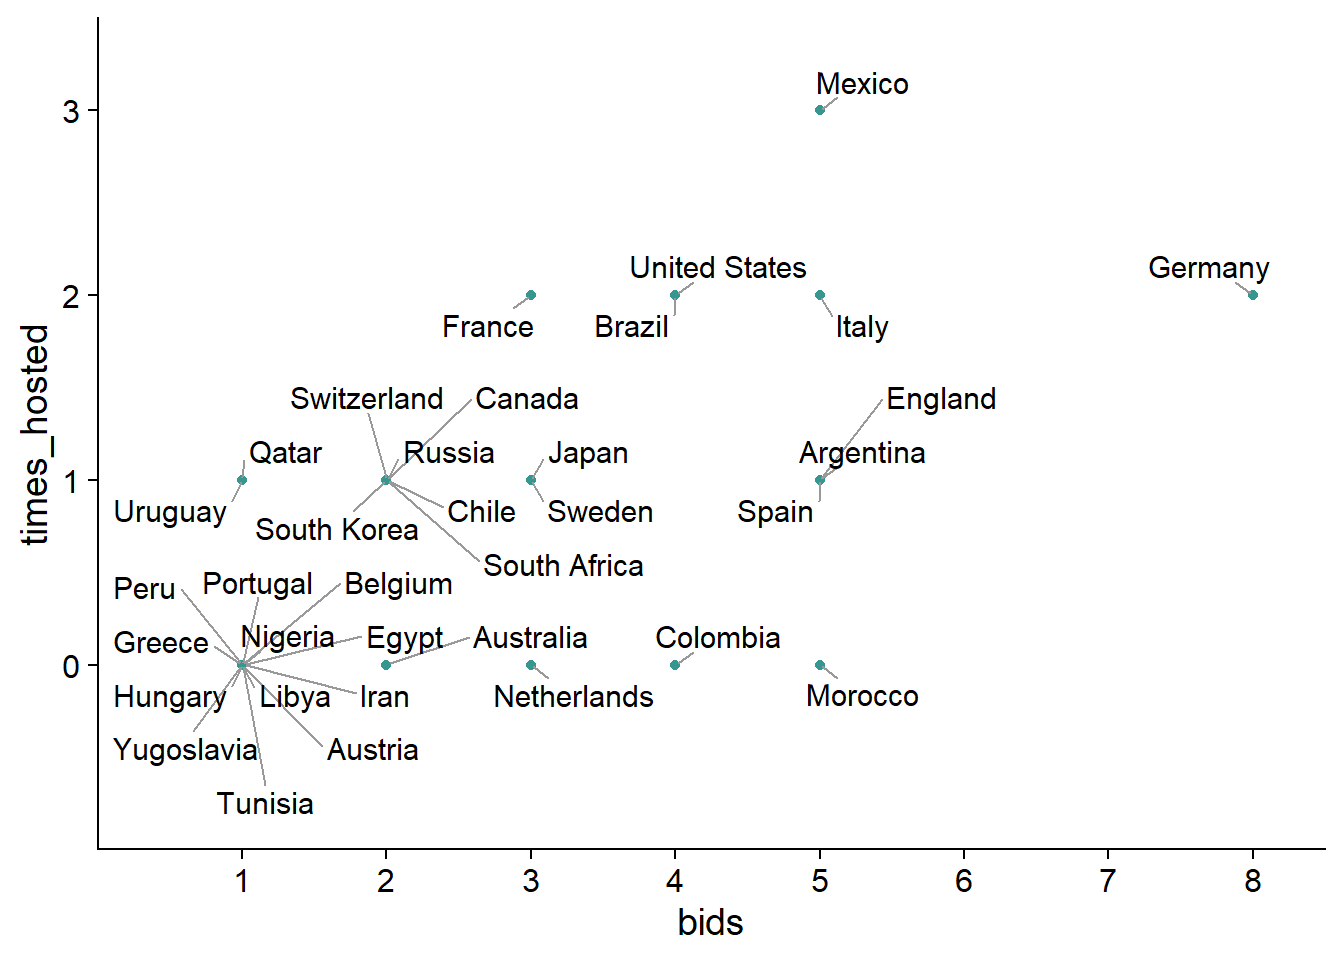 Mexico
3
United States
Germany
2
France
Brazil
Italy
Switzerland
Canada
England
Qatar
Russia
Japan
Argentina
1
Uruguay
South Korea
Chile
Sweden
Spain
South Africa
Peru
Portugal
Belgium
Greece
Nigeria
Egypt
Australia
Colombia
0
Hungary
Libya
Iran
Netherlands
Morocco
Yugoslavia
Austria
Tunisia
times_hosted
1 2 3 4 5 6 7 8
bids